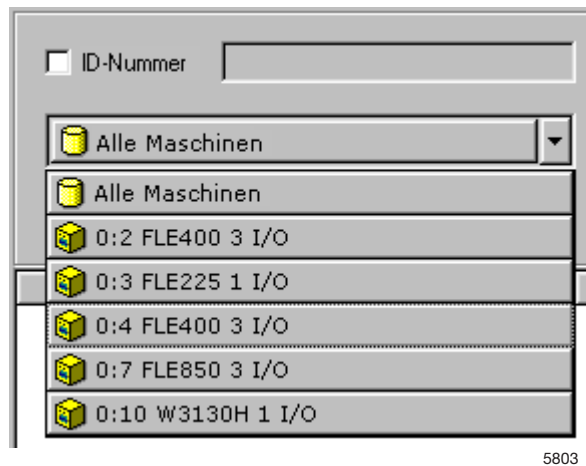 ID-Nummer
Alle Maschinen
Alle Maschinen
0:2 FLE400 3 I/O
0:3 FLE225 1 I/O
0:4 FLE400 3 I/O
0:7 FLE850 3 I/O
0:10 W3130H 1 I/O
5803